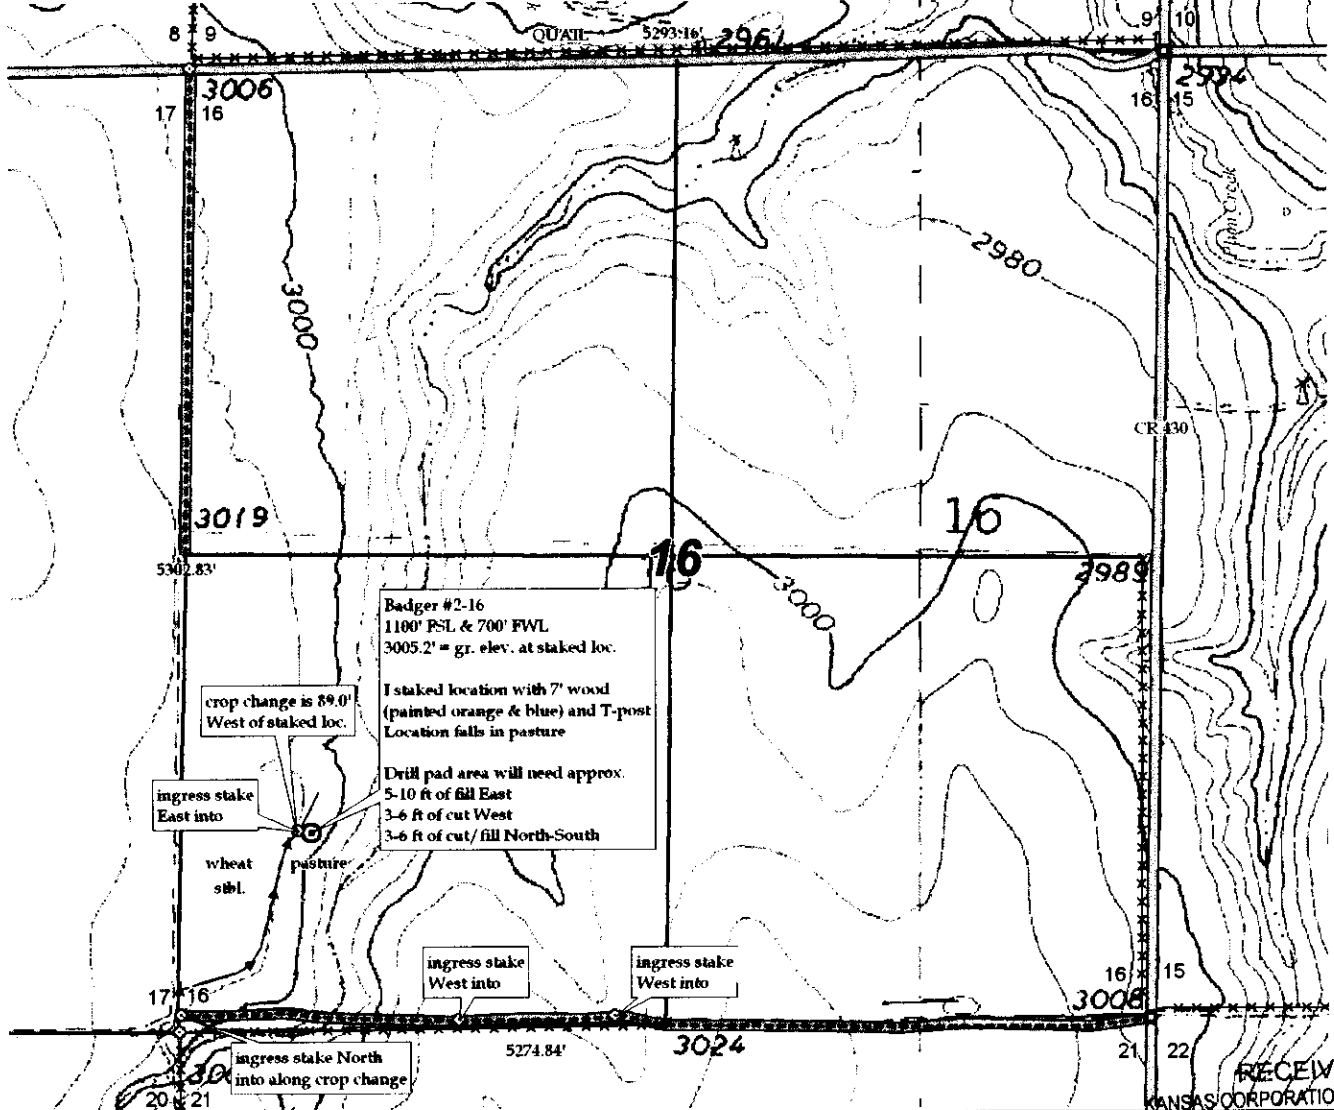 8 9
QUAIL
5293.16'
2961
9 10
3006
2994
17 16
16 15
Plum Creek
D
2980
3000
CR 430
3019
16
16
5302.83'
2989
3000
Badger #2-16
1100' FSL & 700' FWL
3005.2' = gr. elev. at staked loc.
I staked location with 7' wood
(painted orange & blue) and T-post
Location falls in pasture
Drill pad area will need approx.
5-10 ft of fill East
3-6 ft of cut West
3-6 ft of cut/fill North-South
crop change is 89.0'
West of staked loc.
ingress stake
East into
wheat
stbl.
pasture
ingress stake
West into
ingress stake
West into
17 16
16 15
3008
5274.84'
3024
ingress stake North
into along crop change
21 22
20 21
RECEIV
KANSAS CORPORATIO